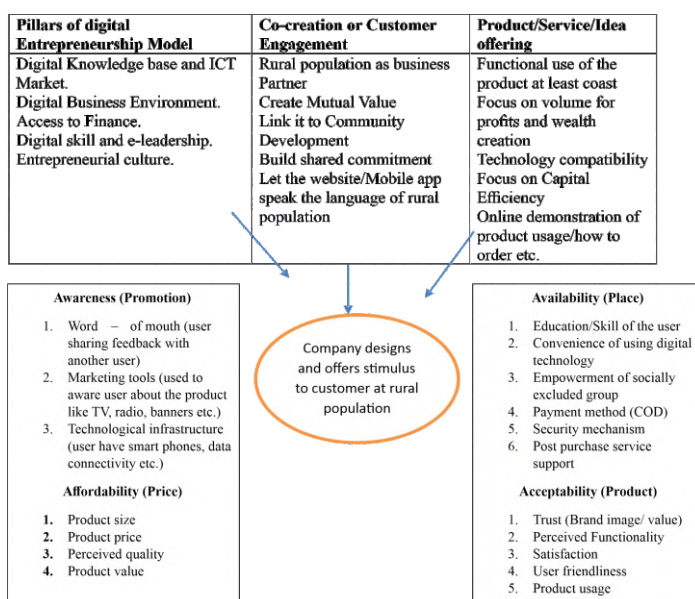 Pillars of digital
Entrepreneurship Model
Digital Knowledge base and ICT
Market.
Digital Business Environment.
Access to Finance.
Digital skill and e-leadership.
Entrepreneurial culture.
Co-creation or Customer
Engagement
Rural population as business
Partner
Create Mutual Value
Link it to Community
Development
Build shared commitment
Let the website/Mobile app
speak the language of rural
population
Product/Service/Idea
offering
Functional use of the
product at least coast
Focus on volume for
profits and wealth
creation
Technology compatibility
Focus on Capital
Efficiency
Online demonstration of
product usage/how to
order etc.
Awareness (Promotion)
1. Word – of mouth (user
sharing feedback with
another user)
2. Marketing tools (used to
aware user about the product
like TV, radio, banners etc.)
3. Technological infrastructure
(user have smart phones, data
connectivity etc.)
Affordability (Price)
1. Product size
2. Product price
3. Perceived quality
4. Product value
Company designs
and offers stimulus
to customer at rural
population
Availability (Place)
1. Education/Skill of the user
2. Convenience of using digital
technology
3. Empowerment of socially
excluded group
4. Payment method (COD)
5. Security mechanism
6. Post purchase service
support
Acceptability (Product)
1. Trust (Brand image/ value)
2. Perceived Functionality
3. Satisfaction
4. User friendliness
5. Product usage